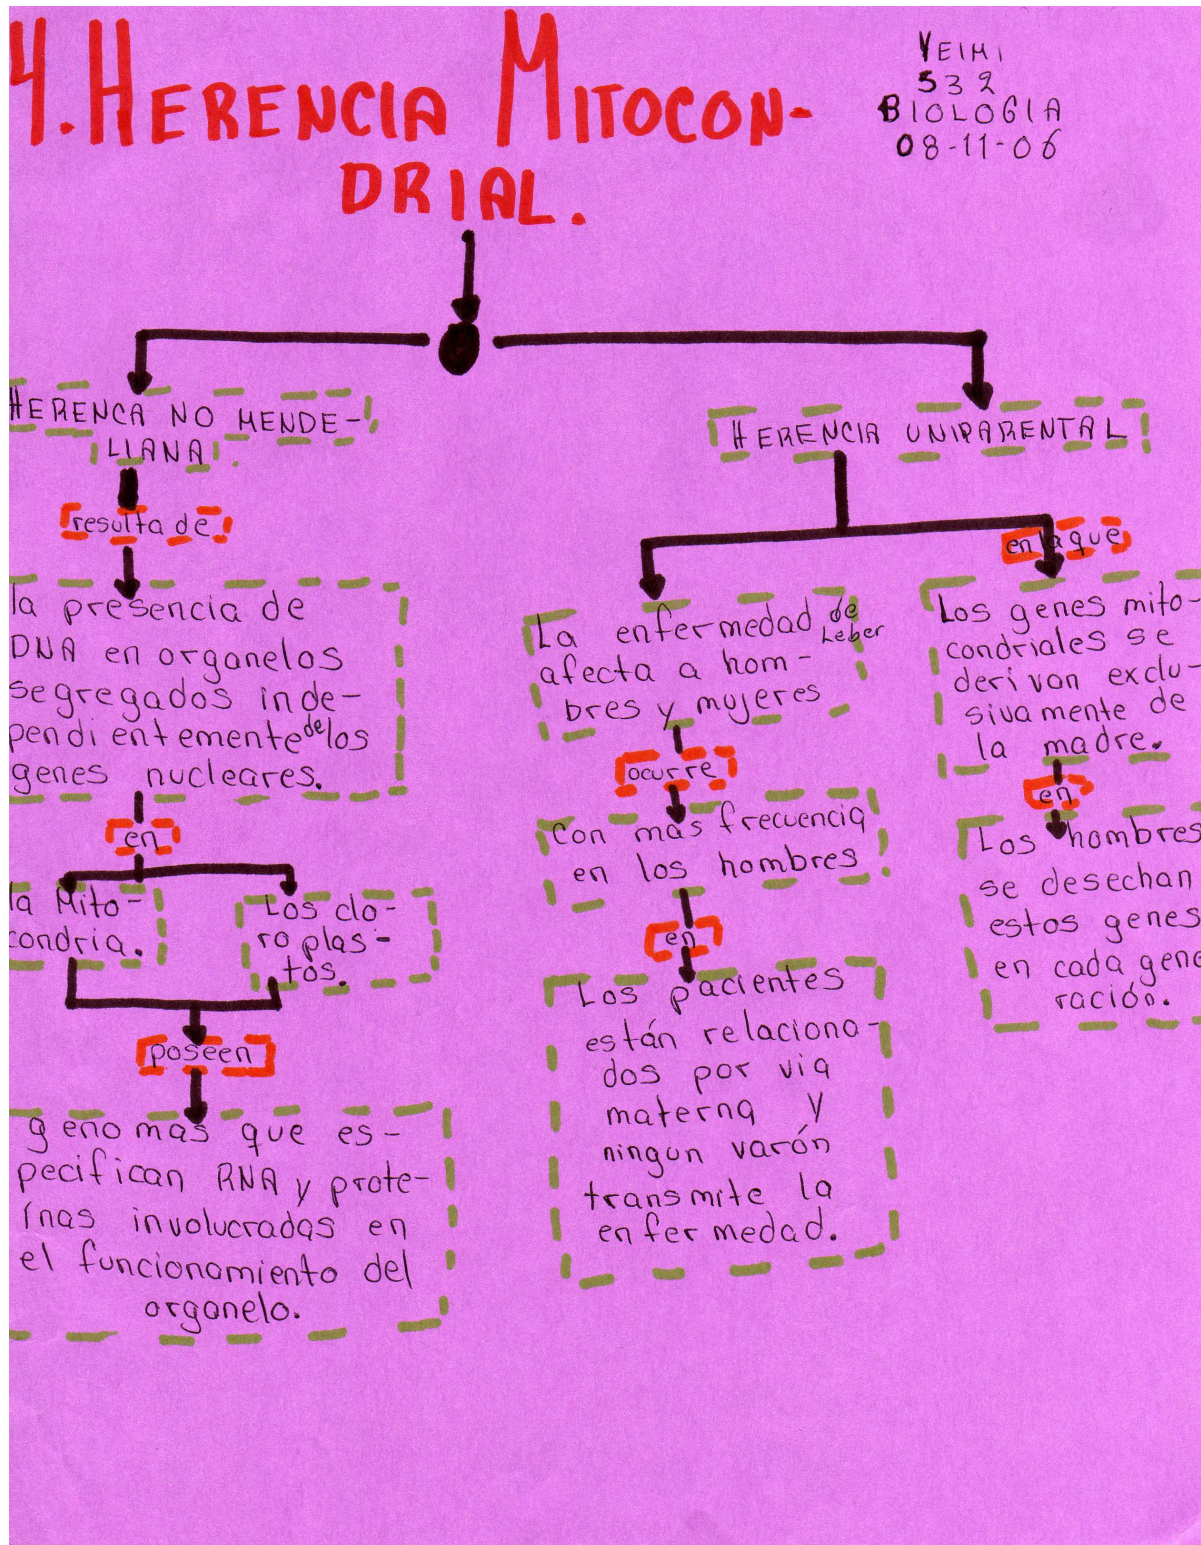 4. HERENCIA MITOCON-
DRIAL.
YEIMI
532
BIOLOGIA
08-11-06
HERENCA NO MENDE-
LIANA
resulta de
la presencia de
DNA en organelos
segregados inde-
pendientemente de los
genes nucleares.
en
la Mito-
condria.
Los clo-
roplas-
tos.
poseen
genomas que es-
pecifican RNA y prote-
ínas involucradas en
el funcionamiento del
organelo.
HERENCIA UNIPARENTAL
La enfermedad de
Leber
afecta a hom-
bres y mujeres
ocurre
con mas frecuencia
en los hombres
en
Los pacientes
están relaciona-
dos por via
materna y
ningun varón
transmite la
enfermedad.
en la que
Los genes mito-
condriales se
derivan exclu-
sivamente de
la madre.
en
Los hombres
se desechan
estos genes
en cada gene
ración.